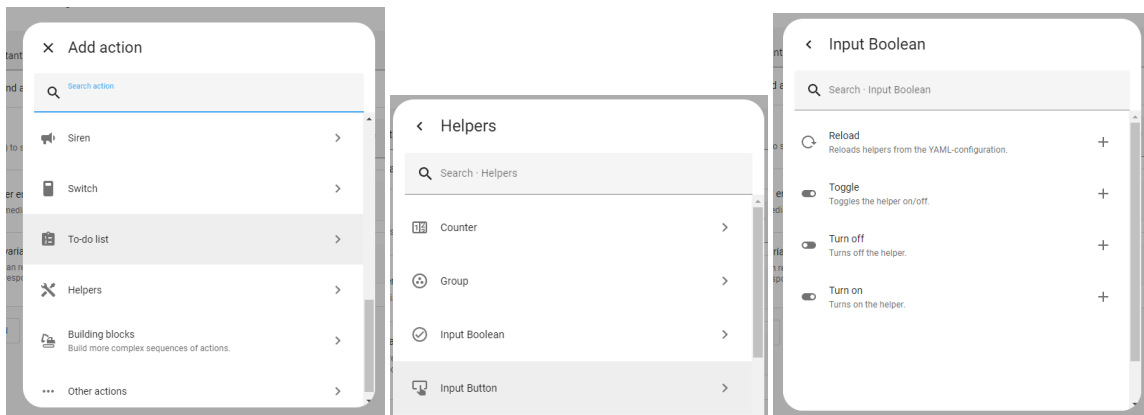 Add action
Search action
Siren
Switch
To-do list
Helpers
Building blocks
Build more complex sequences of actions.
Other actions
Helpers
Search · Helpers
Counter
Group
Input Boolean
Input Button
Input Boolean
Search · Input Boolean
Reload
Reloads helpers from the YAML-configuration.
Toggle
Toggles the helper on/off.
Turn off
Turns off the helper.
Turn on
Turns on the helper.